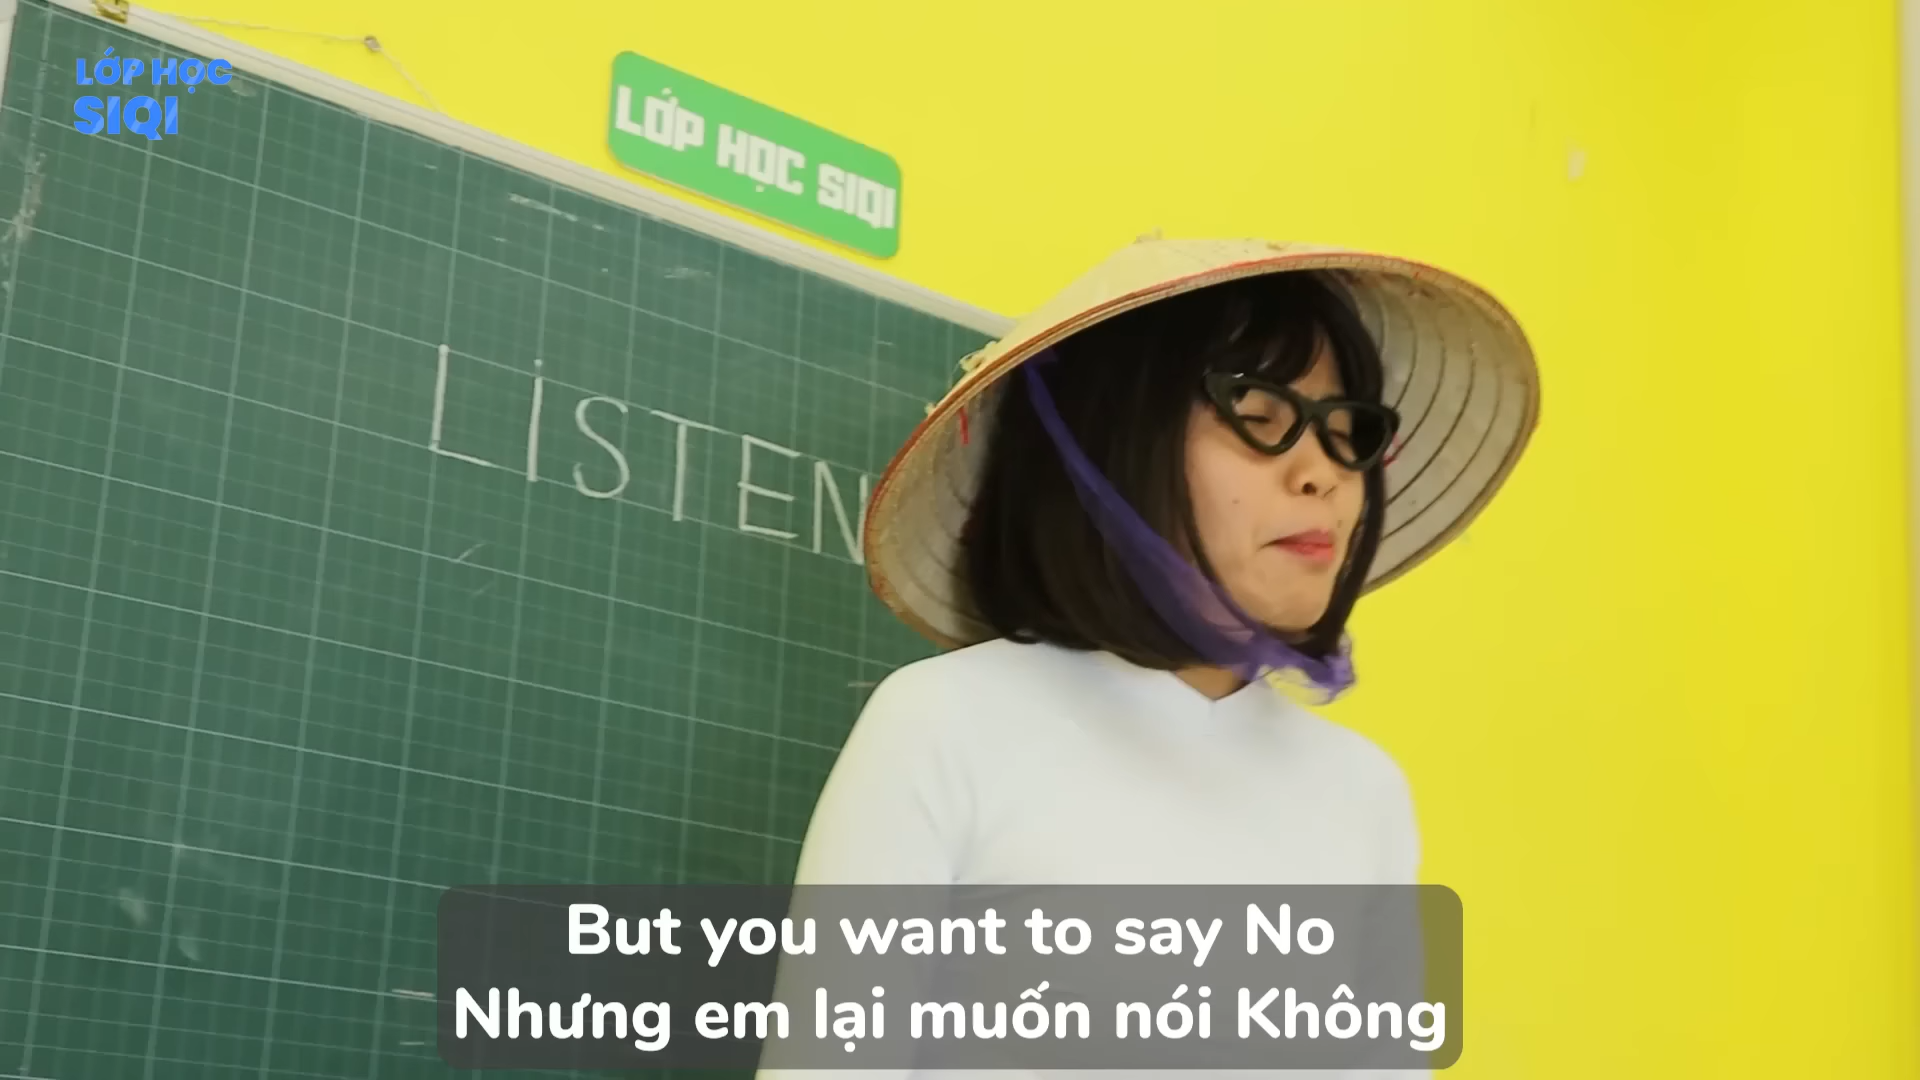 LỚP HỌC
SIQI
LỚP HỌC SIQI
LISTEN
But you want to say No
Nhưng em lại muốn nói Không